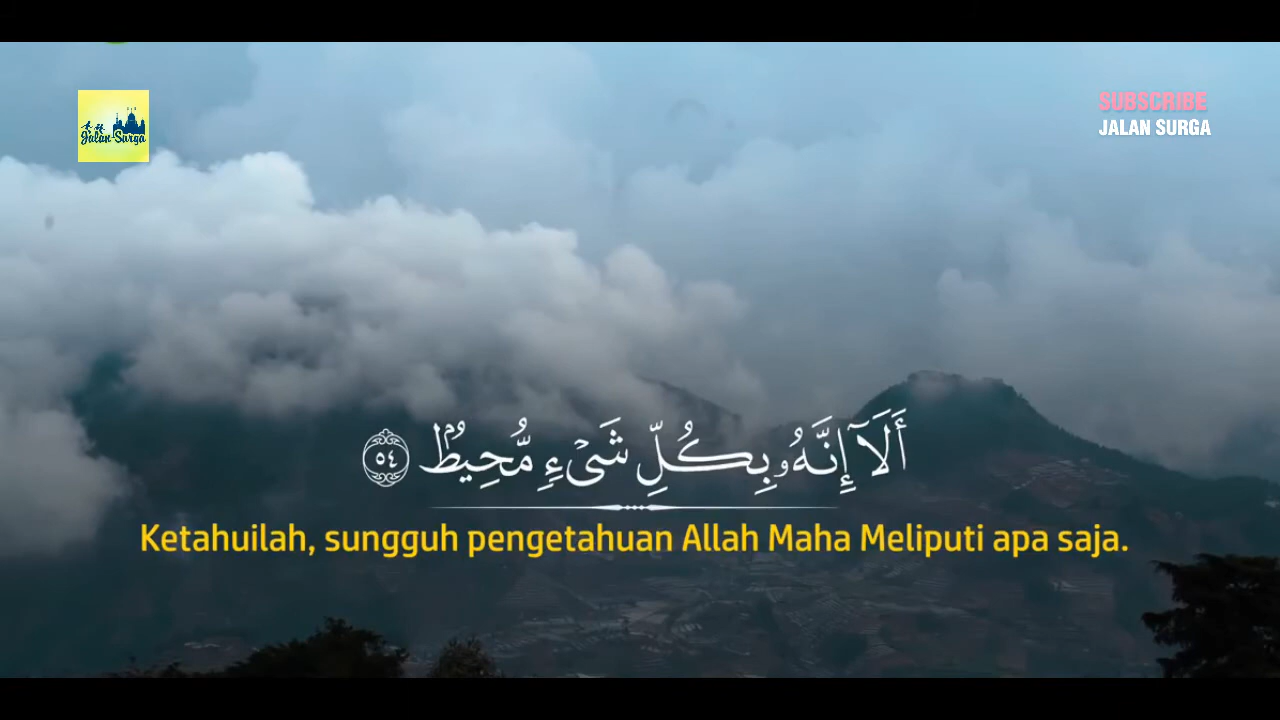 Jalan Surga
SUBSCRIBE
JALAN SURGA
أَلَآ إِنَّهُۥ بِكُلِّ شَىْءٍ مُّحِيطٌۢ ٥٤
Ketahuilah, sungguh pengetahuan Allah Maha Meliputi apa saja.